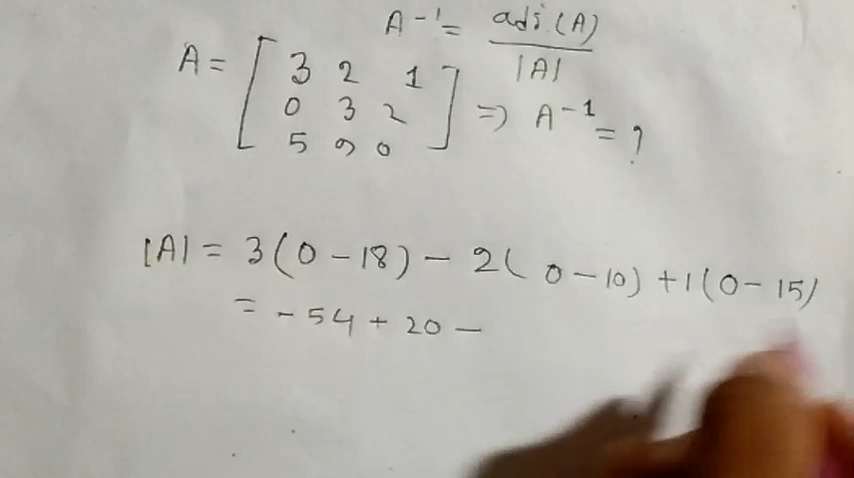 A⁻¹ = adj.(A)
|A|
A = [ 3 2 1
0 3 2 ] ⇒ A⁻¹ = ?
5 9 0
|A| = 3(0 - 18) - 2(0 - 10) + 1(0 - 15)
= - 54 + 20 -